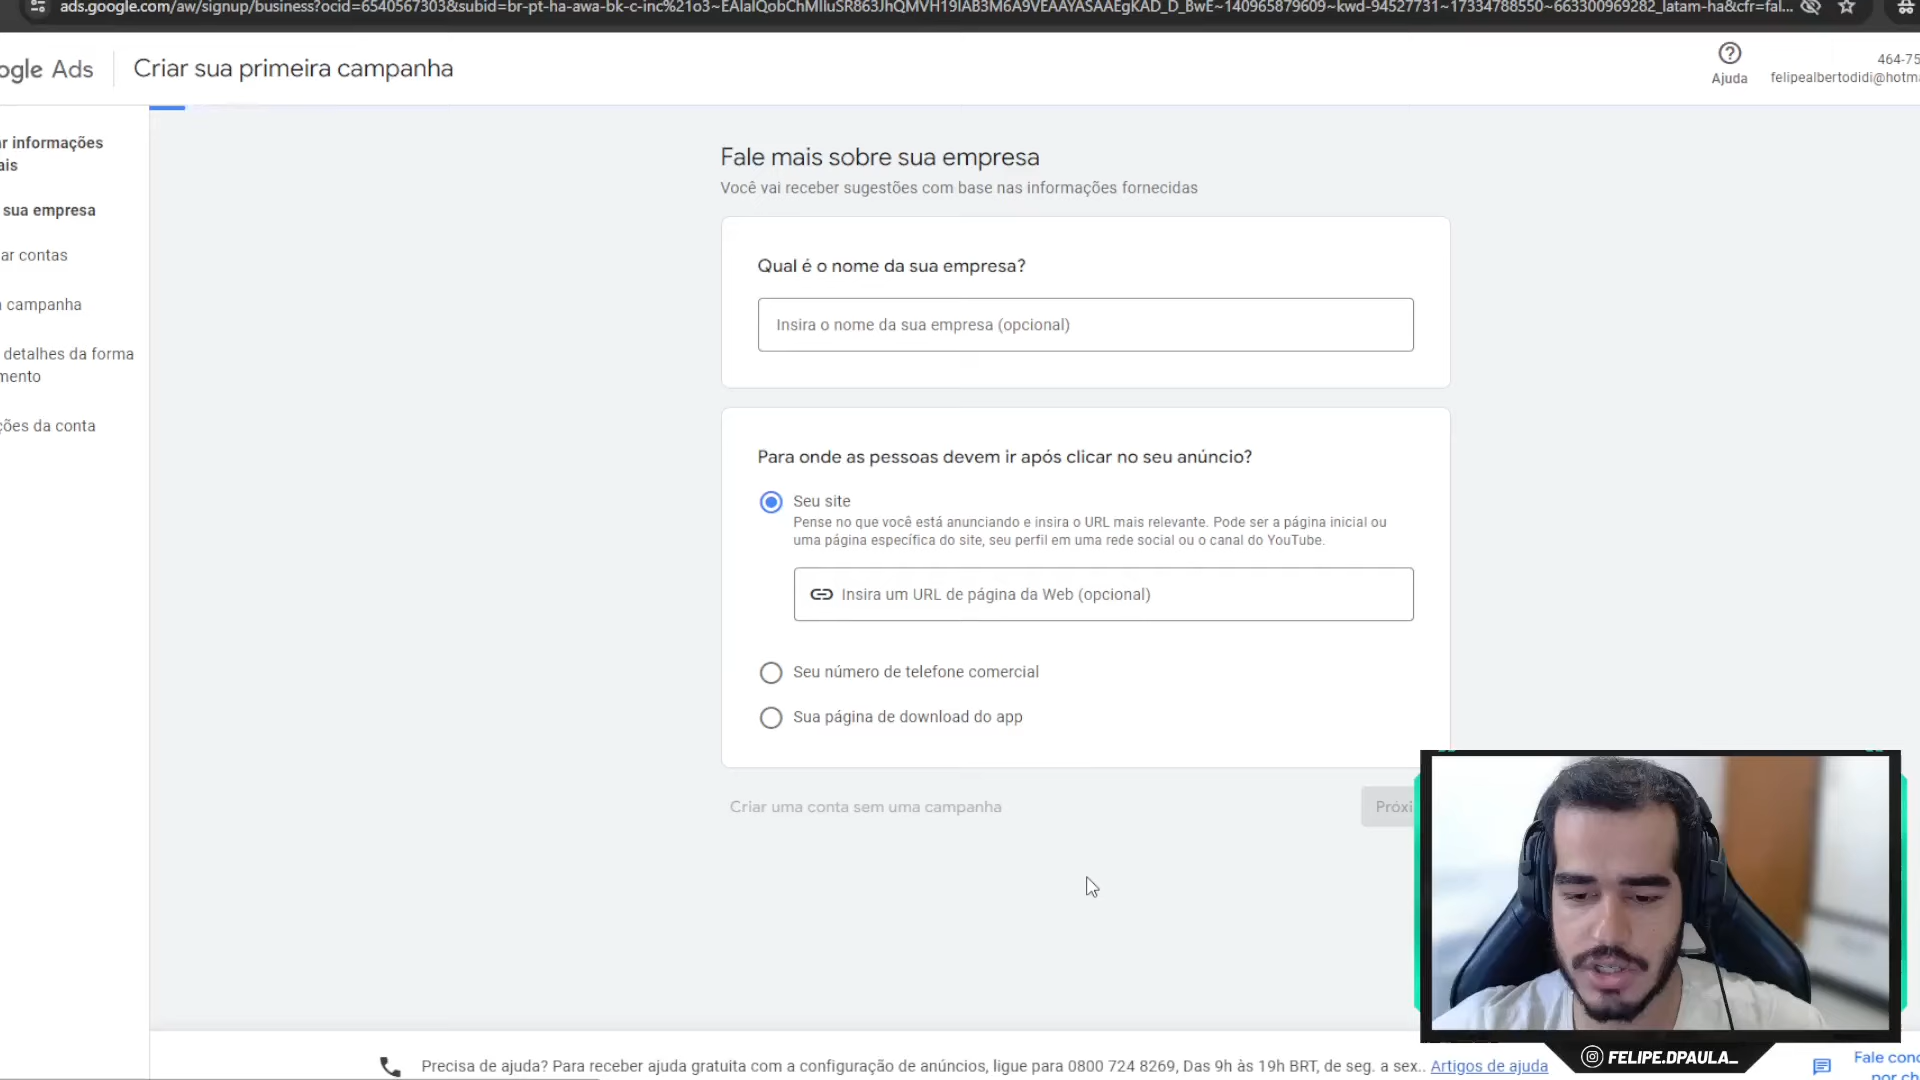 ads.google.com/aw/signup/business?ocid=6540567303&subid=br-pt-ha-awa-bk-c-inc%21o3~EAIaIQobChMIIuSR863JhQMVH19IAB3M6A9VEAAYASAAEgKAD_D_BwE~140965879609~kwd-94527731~17334788550~663300969282_latam-ha&cfr=fal...
ogle Ads
Criar sua primeira campanha
Ajuda
464-75
felipealbertodidi@hotma
r informações
ais
sua empresa
ar contas
campanha
detalhes da forma
mento
ções da conta
Fale mais sobre sua empresa
Você vai receber sugestões com base nas informações fornecidas
Qual é o nome da sua empresa?
Insira o nome da sua empresa (opcional)
Para onde as pessoas devem ir após clicar no seu anúncio?
Seu site
Pense no que você está anunciando e insira o URL mais relevante. Pode ser a página inicial ou
uma página específica do site, seu perfil em uma rede social ou o canal do YouTube.
Insira um URL de página da Web (opcional)
Seu número de telefone comercial
Sua página de download do app
Criar uma conta sem uma campanha
Próxi
FELIPE.DPAULA_
Precisa de ajuda? Para receber ajuda gratuita com a configuração de anúncios, ligue para 0800 724 8269, Das 9h às 19h BRT, de seg. a sex.. Artigos de ajuda
Fale cono
por ch